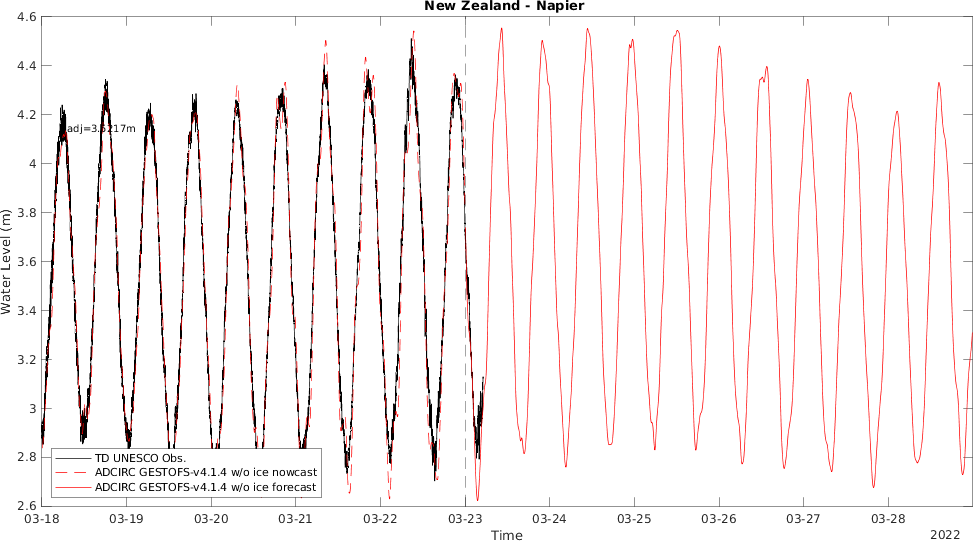 New Zealand - Napier
4.6
4.4
4.2
4
3.8
3.6
3.4
3.2
3
2.8
2.6
Water Level (m)
adj=3.5217m
TD UNESCO Obs.
ADCIRC GESTOFS-v4.1.4 w/o ice nowcast
ADCIRC GESTOFS-v4.1.4 w/o ice forecast
03-18 03-19 03-20 03-21 03-22 03-23 03-24 03-25 03-26 03-27 03-28
Time
2022